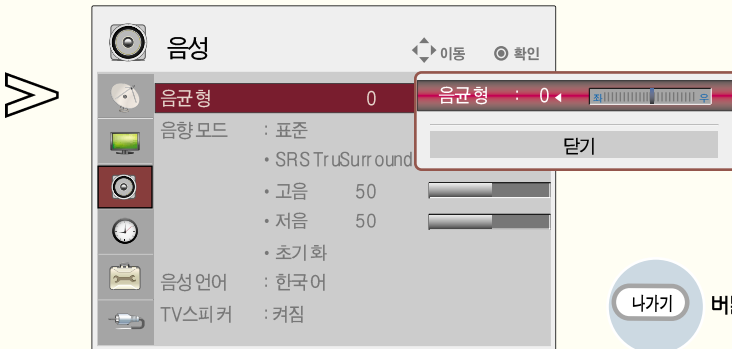 음성
이동 확인
음균형 0
음균형 : 0
좌 우
닫기
음향모드 : 표준
• SRS TruSurround
• 고음 50
• 저음 50
• 초기화
음성언어 : 한국어
TV스피커 : 켜짐
나가기